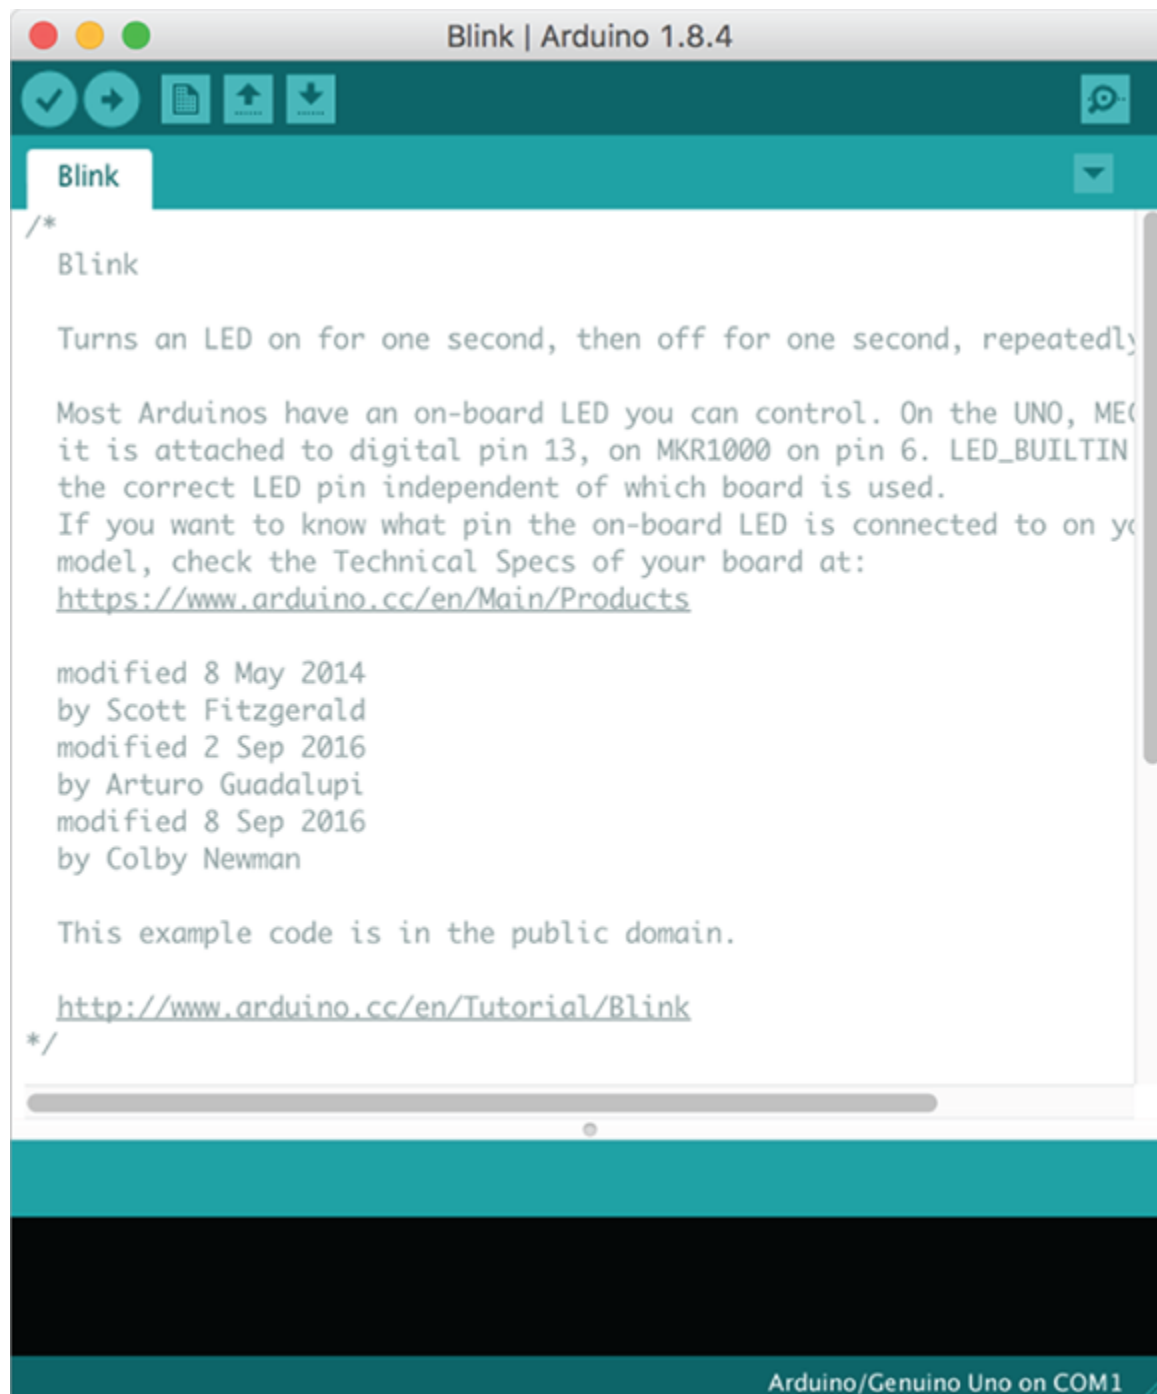 Blink | Arduino 1.8.4
Blink
/*
Blink
Turns an LED on for one second, then off for one second, repeatedly
Most Arduinos have an on-board LED you can control. On the UNO, ME
it is attached to digital pin 13, on MKR1000 on pin 6. LED_BUILTIN
the correct LED pin independent of which board is used.
If you want to know what pin the on-board LED is connected to on yo
model, check the Technical Specs of your board at:
https://www.arduino.cc/en/Main/Products
modified 8 May 2014
by Scott Fitzgerald
modified 2 Sep 2016
by Arturo Guadalupi
modified 8 Sep 2016
by Colby Newman
This example code is in the public domain.
http://www.arduino.cc/en/Tutorial/Blink
*/
Arduino/Genuino Uno on COM1